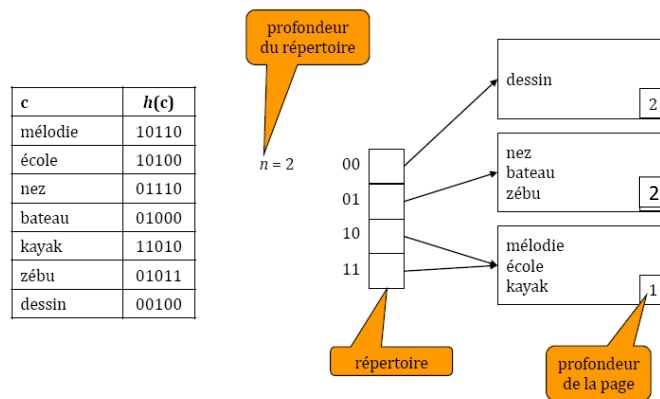 profondeur
du répertoire
c h(c)
mélodie 10110
école 10100
nez 01110
bateau 01000
kayak 11010
zébu 01011
dessin 00100
n = 2
00
01
10
11
répertoire
dessin
2
nez
bateau
zébu
2
mélodie
école
kayak
1
profondeur
de la page